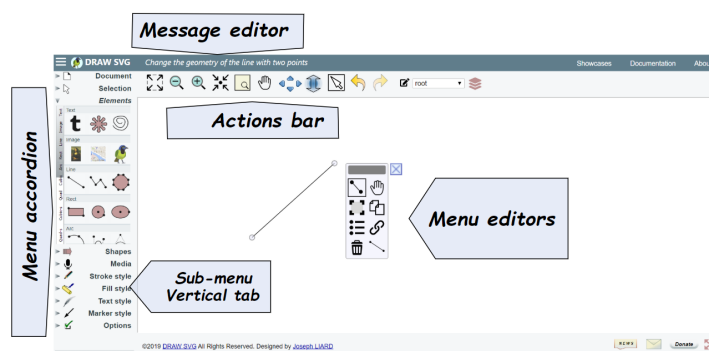 Message editor
DRAW SVG
Change the geometry of the line with two points
Showcases
Documentation
Abou
Document
Selection
Elements
Text
Image
Line
Rect
Arc
Shapes
Media
Stroke style
Fill style
Text style
Marker style
Options
root
Actions bar
Menu accordion
Menu editors
Sub-menu
Vertical tab
©2019 DRAW SVG All Rights Reserved. Designed by Joseph LIARD
NEWS
Donate